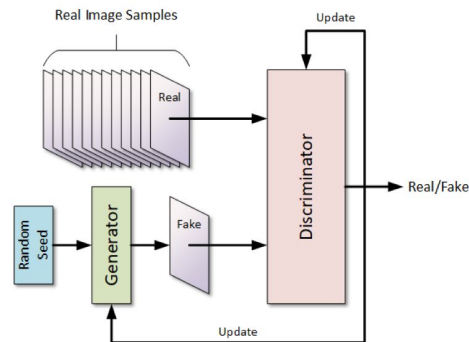 Real Image Samples
Update
Real
Discriminator
Real/Fake
Random
Seed
Generator
Fake
Update